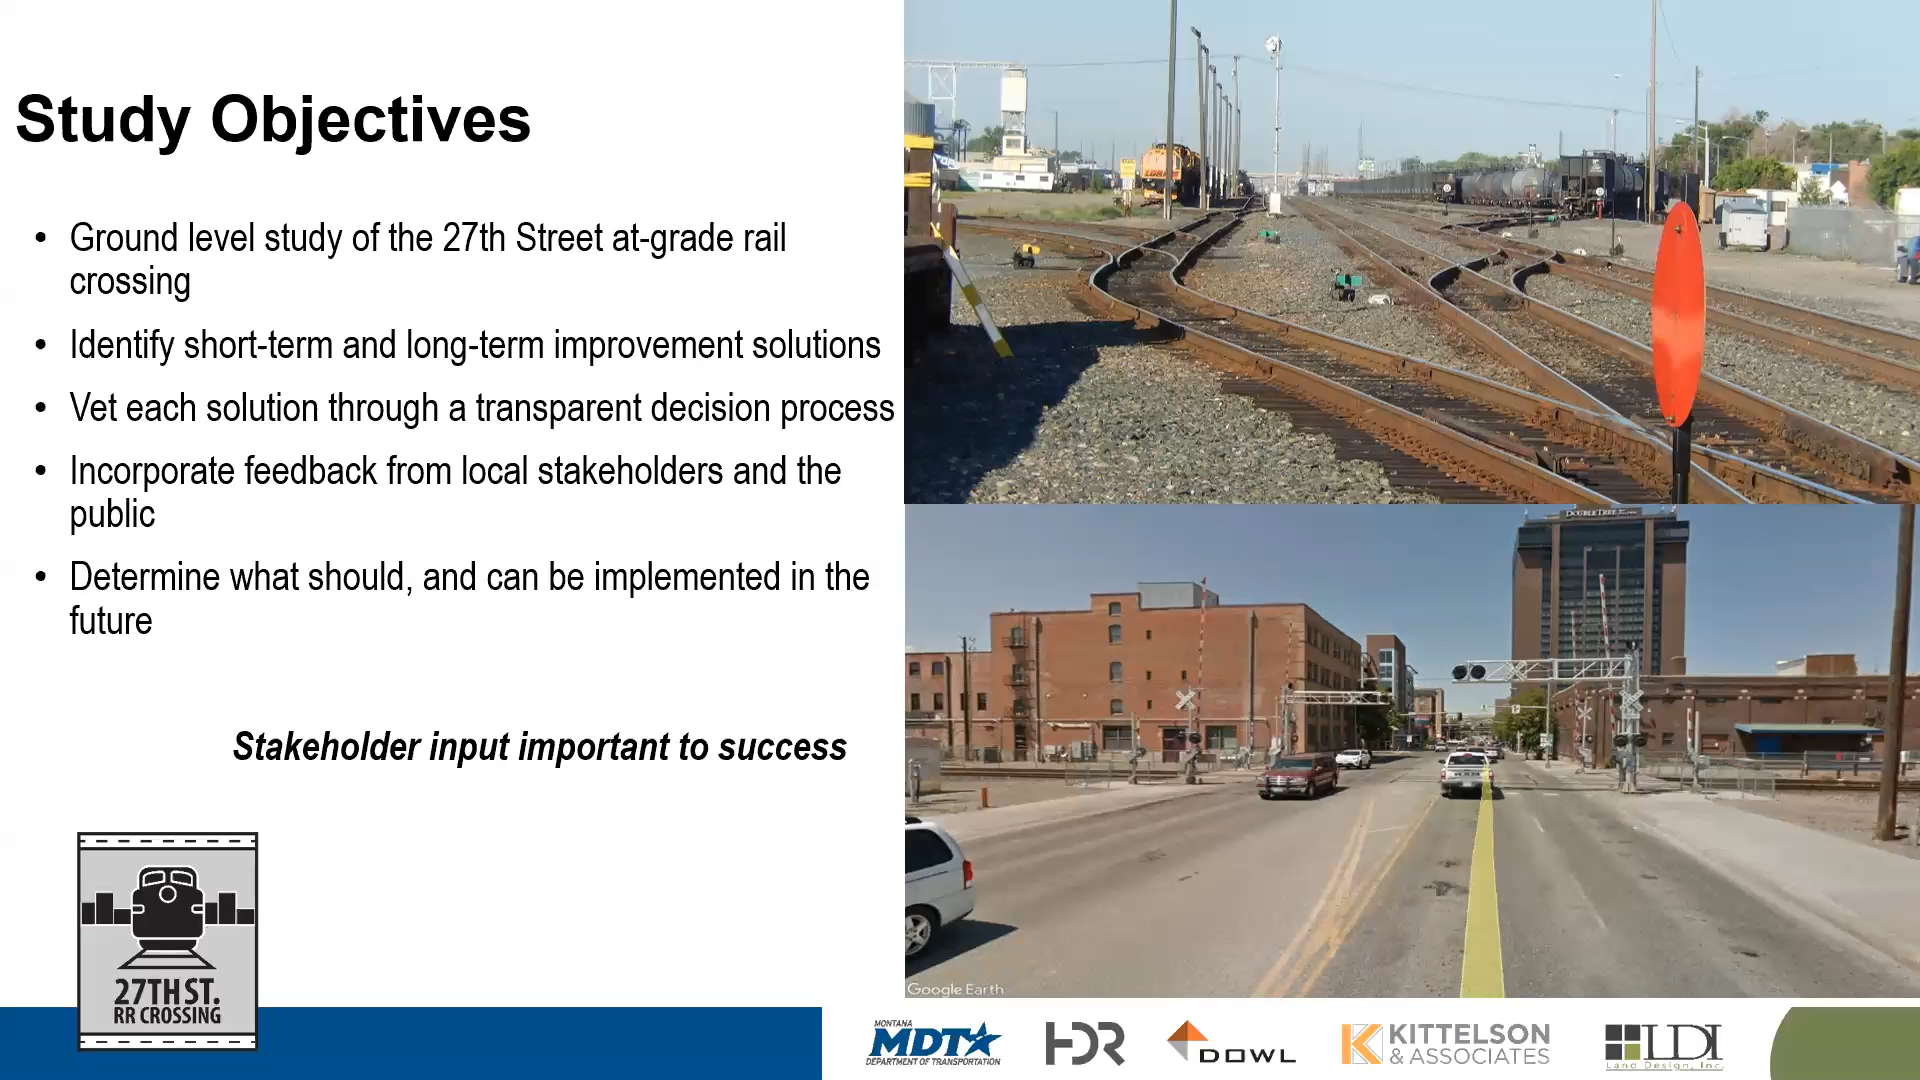 Study Objectives
• Ground level study of the 27th Street at-grade rail
crossing
• Identify short-term and long-term improvement solutions
• Vet each solution through a transparent decision process
• Incorporate feedback from local stakeholders and the
public
• Determine what should, and can be implemented in the
future
Stakeholder input important to success
27TH ST.
RR CROSSING
LORAM
DOUBLETREE
Google Earth
MONTANA
MDT
DEPARTMENT OF TRANSPORTATION
HDR
DOWL
KITTELSON
& ASSOCIATES
LDI
Land Design, Inc.